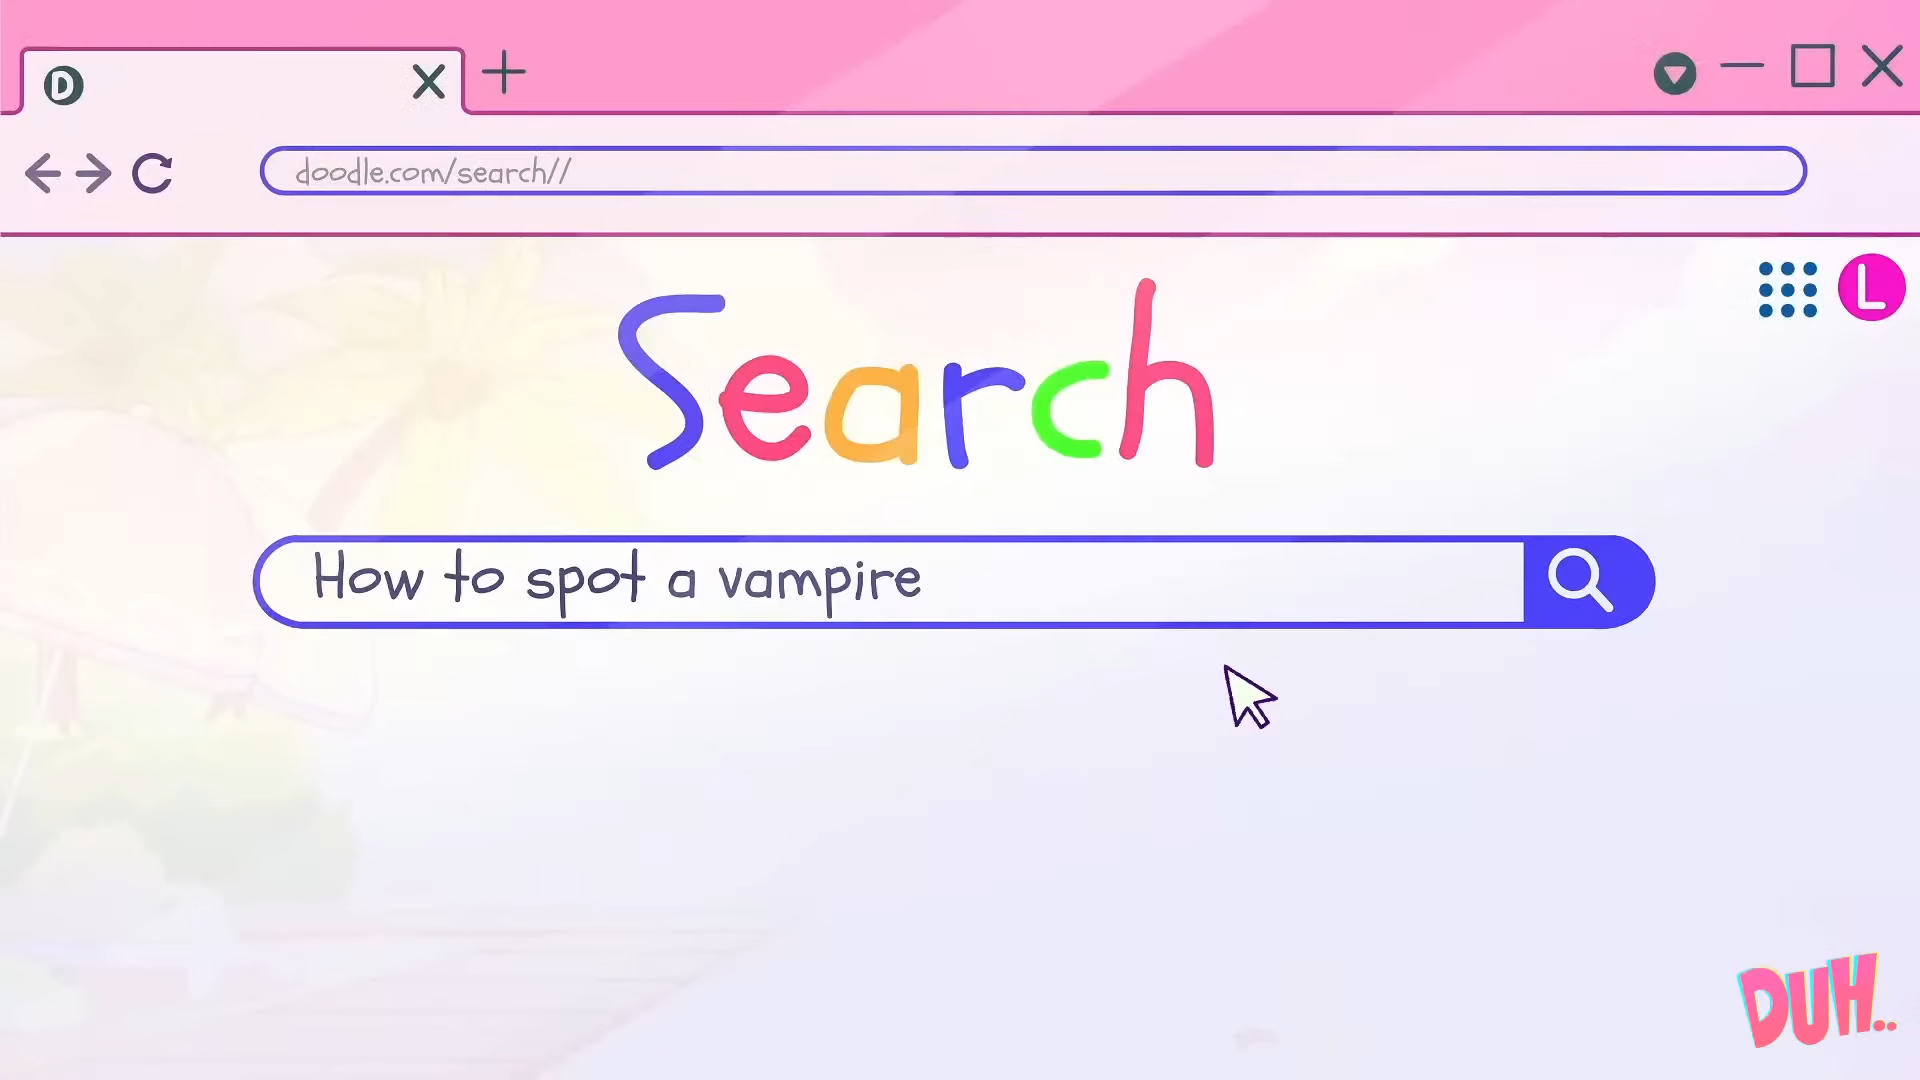 D
doodle.com/search//
L
Search
How to spot a vampire
DUH..